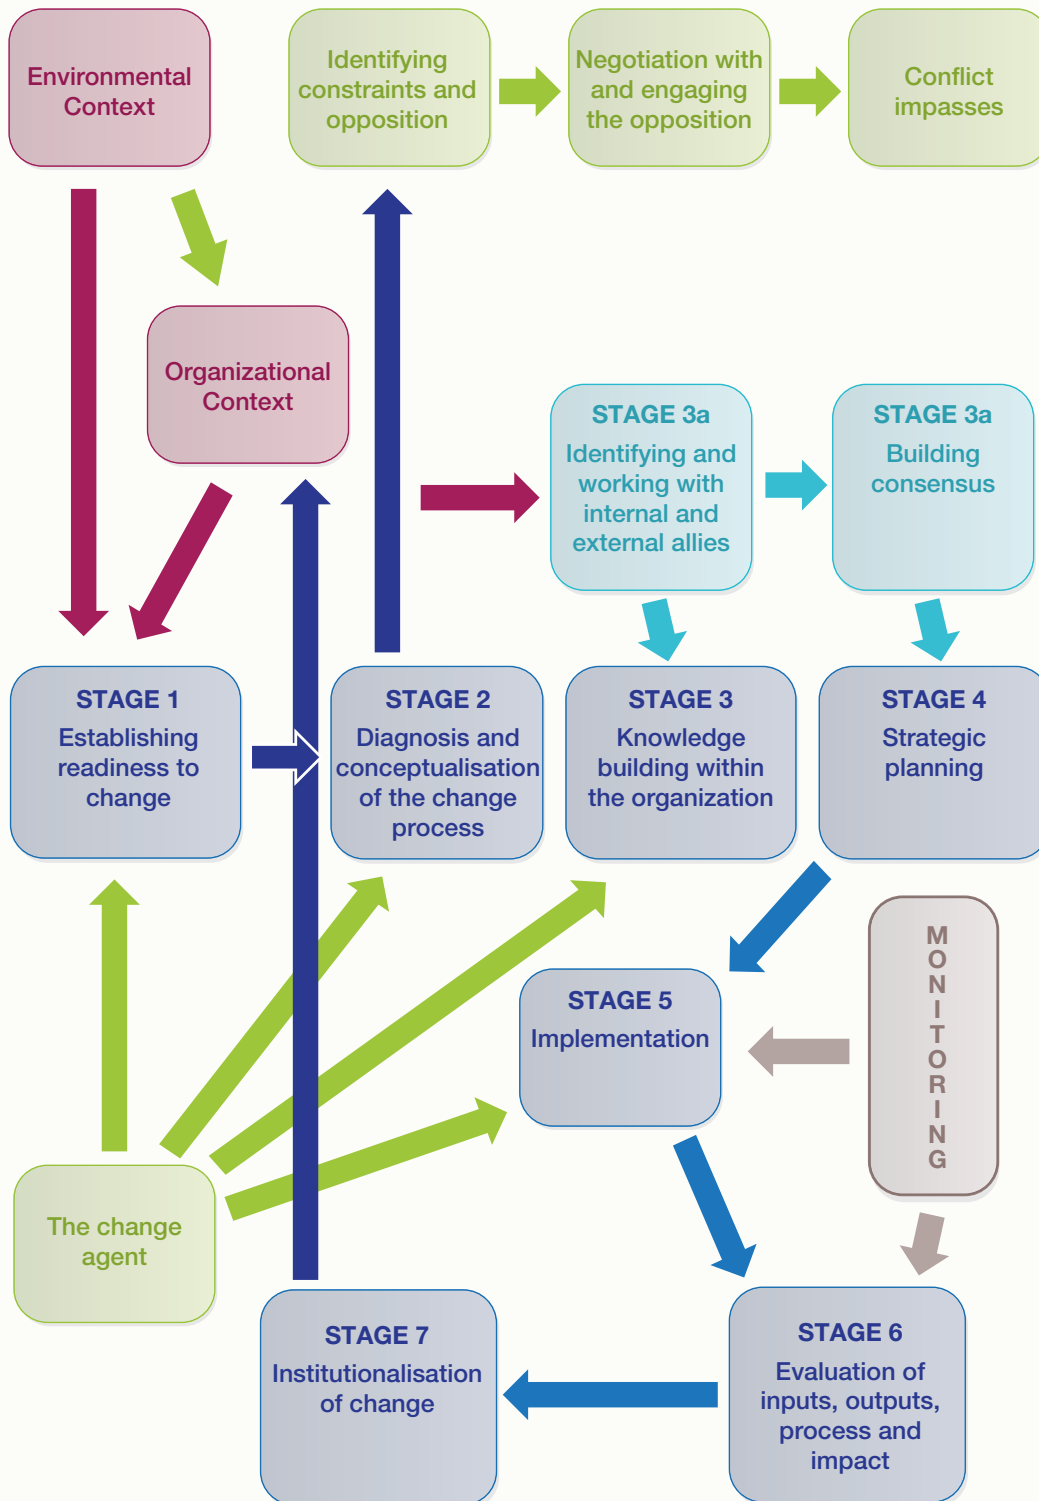 Environmental
Context
Identifying
constraints and
opposition
Negotiation with
and engaging
the opposition
Conflict
impasses
Organizational
Context
STAGE 3a
Identifying and
working with
internal and
external allies
STAGE 3a
Building
consensus
STAGE 1
Establishing
readiness to
change
STAGE 2
Diagnosis and
conceptualisation
of the change
process
STAGE 3
Knowledge
building within
the organization
STAGE 4
Strategic
planning
M
O
N
I
T
O
R
I
N
G
STAGE 5
Implementation
The change
agent
STAGE 7
Institutionalisation
of change
STAGE 6
Evaluation of
inputs, outputs,
process and
impact